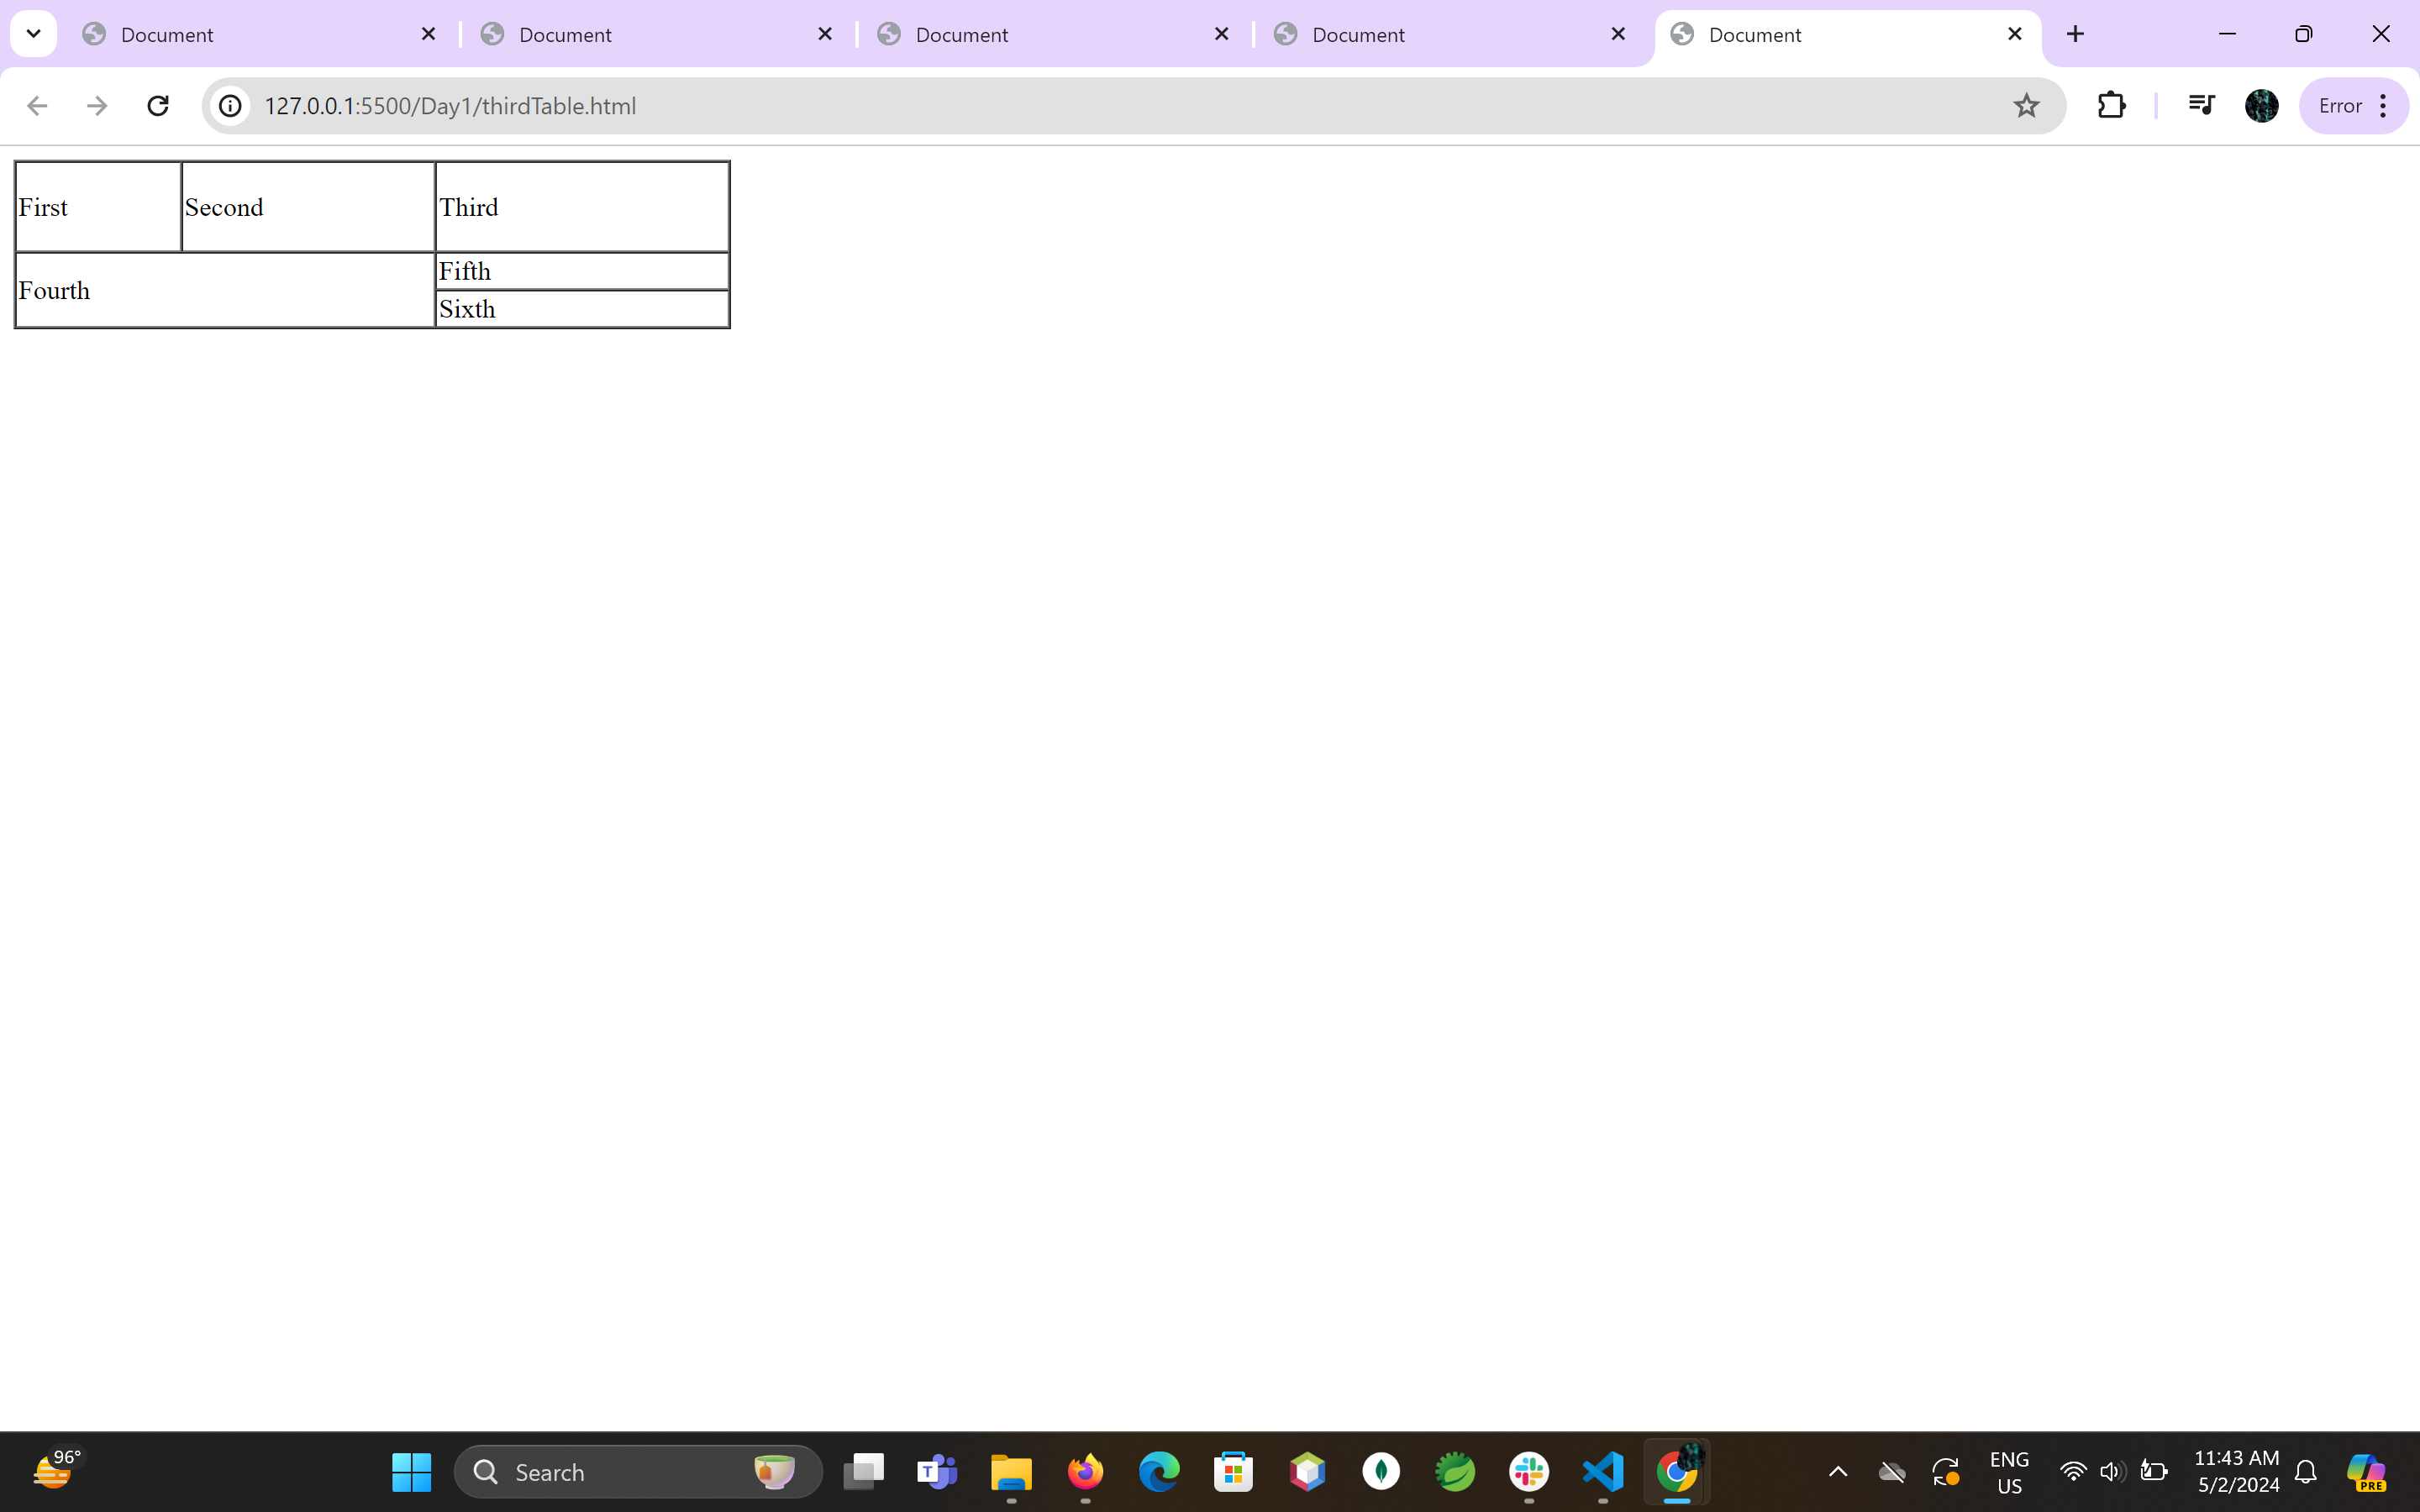 Document Document Document Document Document
127.0.0.1:5500/Day1/thirdTable.html Error
First Second Third
Fourth
Fifth
Sixth
96° Search T ENG 11:43 AM
US 5/2/2024 PRE